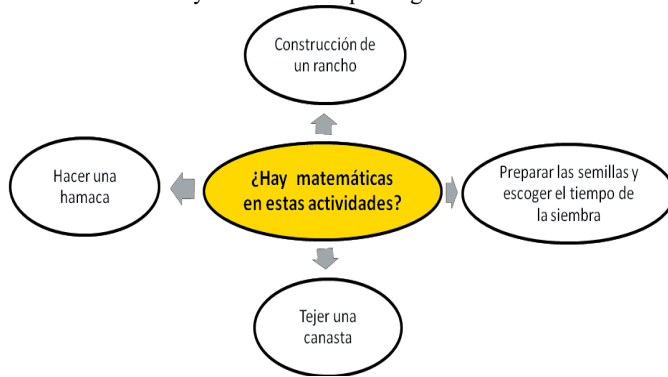 Construcción de
un rancho
Hacer una
hamaca
¿Hay matemáticas
en estas actividades?
Preparar las semillas y
escoger el tiempo de
la siembra
Tejer una
canasta